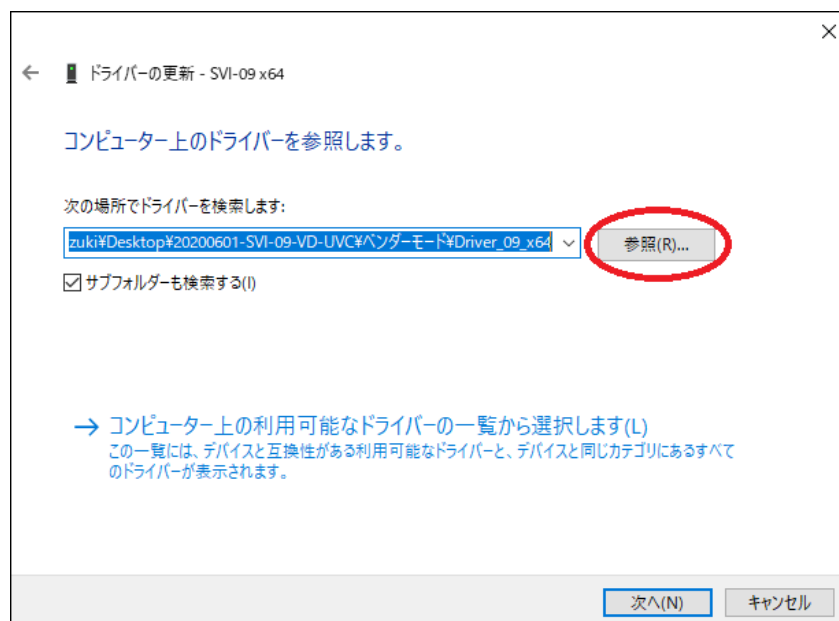 ドライバーの更新 - SVI-09 x64
コンピューター上のドライバーを参照します。
次の場所でドライバーを検索します:
zuki¥Desktop¥20200601-SVI-09-VD-UVC¥ベンダーモード¥Driver_09_x64
参照(R)...
サブフォルダーも検索する(I)
コンピューター上の利用可能なドライバーの一覧から選択します(L)
この一覧には、デバイスと互換性がある利用可能なドライバーと、デバイスと同じカテゴリにあるすべて
のドライバーが表示されます。
次へ(N)
キャンセル